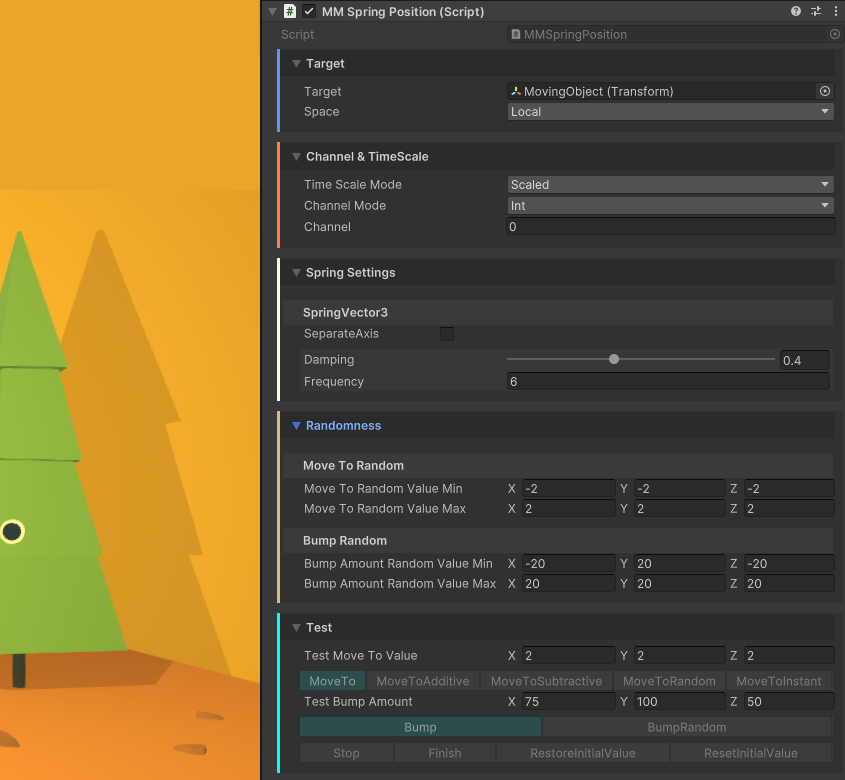 MM Spring Position (Script)
Script MMSpringPosition
Target
Target MovingObject (Transform)
Space Local
Channel & TimeScale
Time Scale Mode Scaled
Channel Mode Int
Channel 0
Spring Settings
SpringVector3
SeparateAxis
Damping 0.4
Frequency 6
Randomness
Move To Random
Move To Random Value Min X -2 Y -2 Z -2
Move To Random Value Max X 2 Y 2 Z 2
Bump Random
Bump Amount Random Value Min X -20 Y 20 Z -20
Bump Amount Random Value Max X 20 Y 20 Z 20
Test
Test Move To Value X 2 Y 2 Z 2
MoveTo MoveToAdditive MoveToSubtractive MoveToRandom MoveToInstant
Test Bump Amount X 75 Y 100 Z 50
Bump BumpRandom
Stop Finish RestoreInitialValue ResetInitialValue